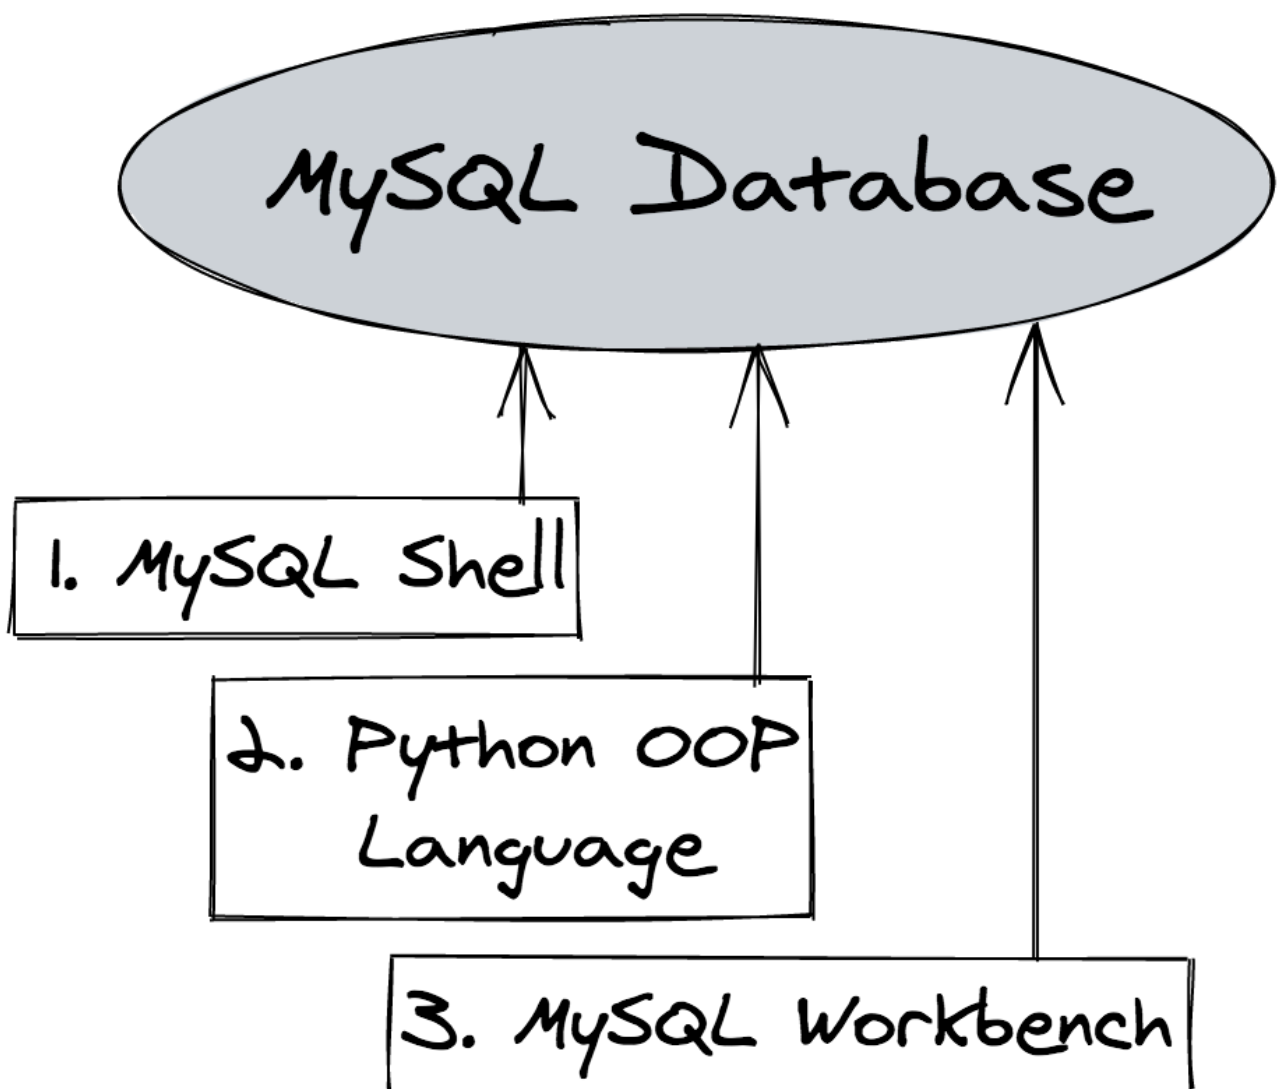 MySQL Database
1. MySQL Shell
2. Python OOP
Language
3. MySQL Workbench